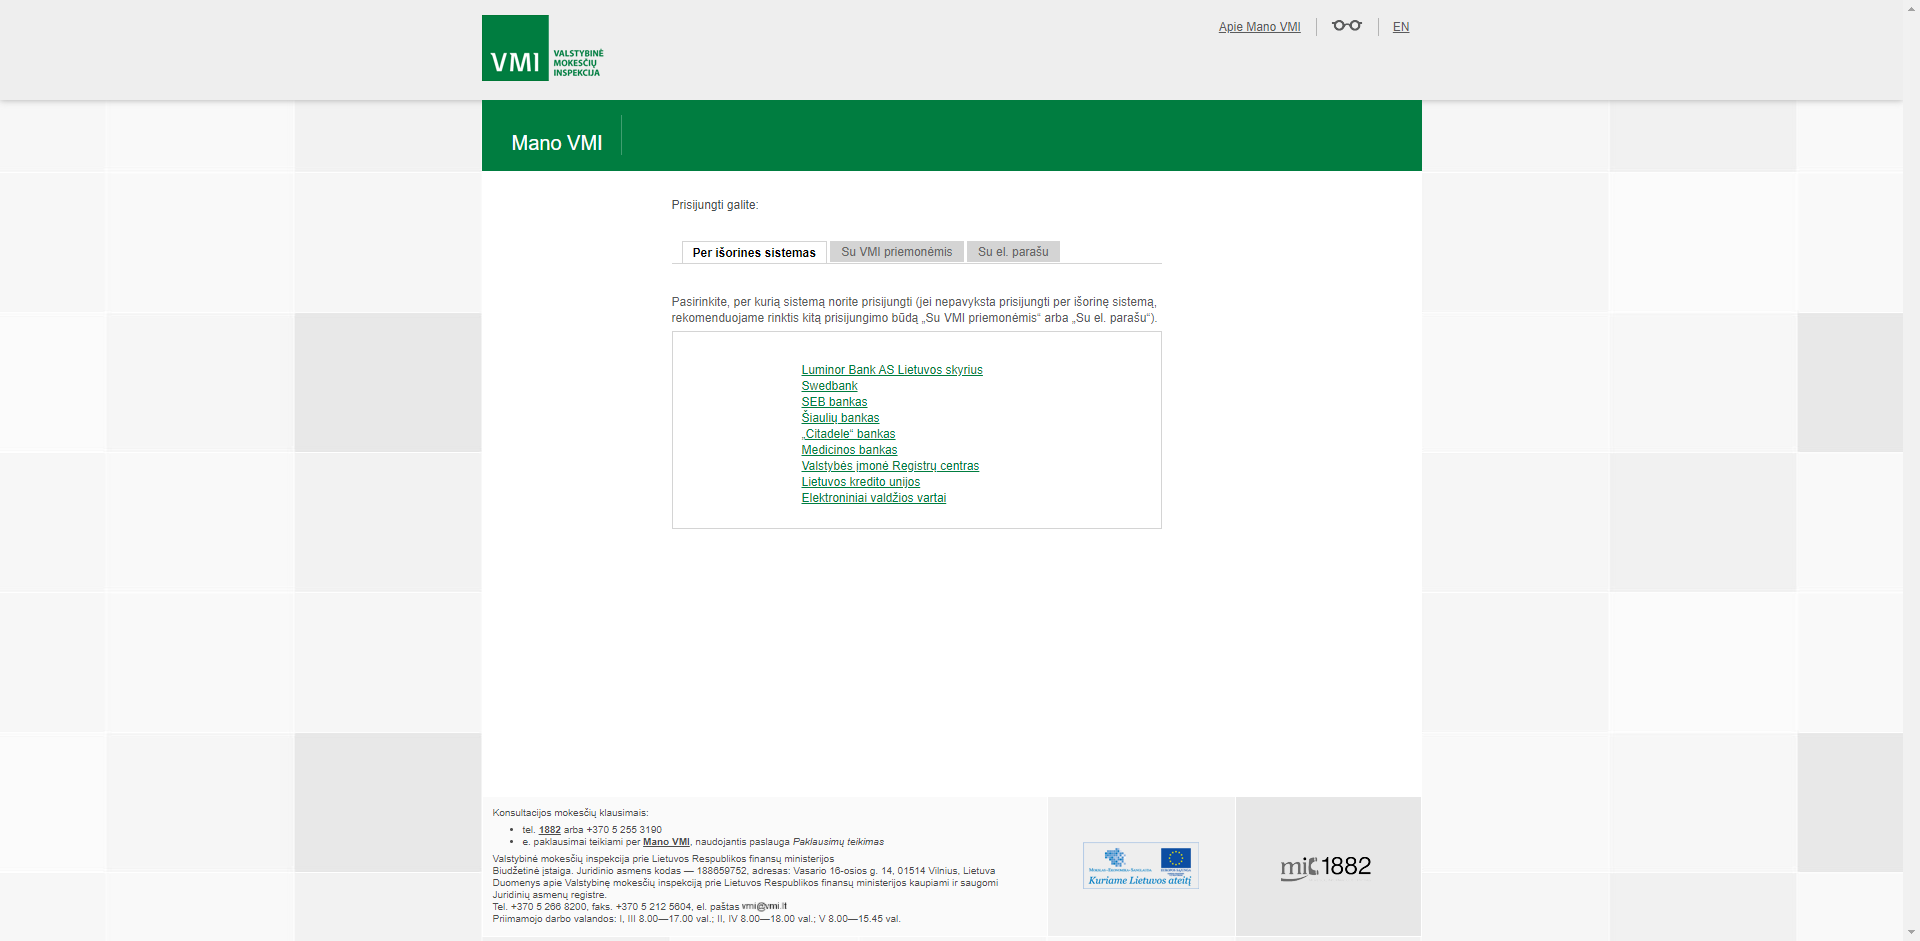 VMI VALSTYBINĖ
MOKESČIŲ
INSPEKCIJA
Apie Mano VMI
EN
Mano VMI
Prisijungti galite:
Per išorines sistemas
Su VMI priemonėmis
Su el. parašu
Pasirinkite, per kurią sistemą norite prisijungti (jei nepavyksta prisijungti per išorinę sistemą,
rekomenduojame rinktis kitą prisijungimo būdą „Su VMI priemonėmis“ arba „Su el. parašu“).
Luminor Bank AS Lietuvos skyrius
Swedbank
SEB bankas
Šiaulių bankas
„Citadele“ bankas
Medicinos bankas
Valstybės įmonė Registrų centras
Lietuvos kredito unijos
Elektroniniai valdžios vartai
Konsultacijos mokesčių klausimais:
• tel. 1882 arba +370 5 255 3190
• e. paklausimai teikiami per Mano VMI, naudojantis paslauga Paklausimų teikimas
Valstybinė mokesčių inspekcija prie Lietuvos Respublikos finansų ministerijos
Biudžetinė įstaiga. Juridinio asmens kodas — 188659752, adresas: Vasario 16-osios g. 14, 01514 Vilnius, Lietuva
Duomenys apie Valstybinę mokesčių inspekciją prie Lietuvos Respublikos finansų ministerijos kaupiami ir saugomi
Juridinių asmenų registre.
Tel. +370 5 266 8200, faks. +370 5 212 5604, el. paštas vmi@vmi.lt
Priimamojo darbo valandos: I, III 8.00—17.00 val.; II, IV 8.00—18.00 val.; V 8.00—15.45 val.
Kuriame Lietuvos ateitį
mic 1882